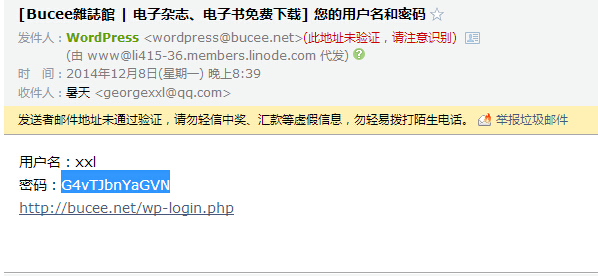 [Bucee雜誌館 | 电子杂志、电子书免费下载] 您的用户名和密码
发件人：WordPress <wordpress@bucee.net>(此地址未验证，请注意识别)
(由 www@li415-36.members.linode.com 代发)
时 间：2014年12月8日(星期一) 晚上8:39
收件人：暑天 <georgexxl@qq.com>
发送者邮件地址未通过验证，请勿轻信中奖、汇款等虚假信息，勿轻易拨打陌生电话。 举报垃圾邮件
用户名：xxl
密码：G4vTJbnYaGVN
http://bucee.net/wp-login.php